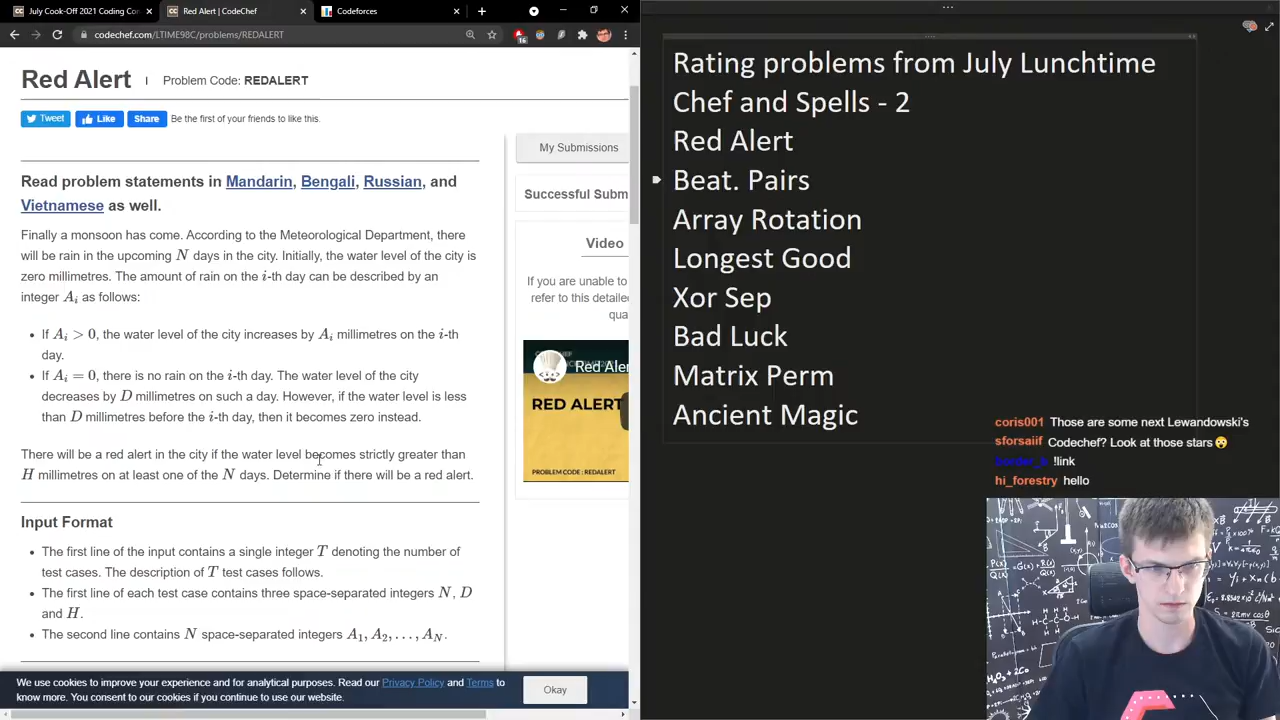 July Cook-Off 2021 Coding Con
Red Alert | CodeChef
Codeforces
codechef.com/LTIME98C/problems/REDALERT
16
Red Alert
Problem Code: REDALERT
Tweet
Like
Share
Be the first of your friends to like this.
Read problem statements in Mandarin, Bengali, Russian, and
Vietnamese as well.
Finally a monsoon has come. According to the Meteorological Department, there
will be rain in the upcoming N days in the city. Initially, the water level of the city is
zero millimetres. The amount of rain on the i-th day can be described by an
integer A_i as follows:
If A_i > 0, the water level of the city increases by A_i millimetres on the i-th
day.
If A_i = 0, there is no rain on the i-th day. The water level of the city
decreases by D millimetres on such a day. However, if the water level is less
than D millimetres before the i-th day, then it becomes zero instead.
There will be a red alert in the city if the water level becomes strictly greater than
H millimetres on at least one of the N days. Determine if there will be a red alert.
Input Format
The first line of the input contains a single integer T denoting the number of
test cases. The description of T test cases follows.
The first line of each test case contains three space-separated integers N, D
and H.
The second line contains N space-separated integers A_1, A_2, ..., A_N.
My Submissions
Successful Subm
Video
If you are unable to
refer to this detailed
qua
Red Aler
RED ALERT
PROBLEM CODE : REDALERT
We use cookies to improve your experience and for analytical purposes. Read our Privacy Policy and Terms to
know more. You consent to our cookies if you continue to use our website.
Okay
Rating problems from July Lunchtime
Chef and Spells - 2
Red Alert
Beat. Pairs
Array Rotation
Longest Good
Xor Sep
Bad Luck
Matrix Perm
Ancient Magic
coris001 Those are some next Lewandowski's
sforsaiif Codechef? Look at those stars😮
!link
hi_forestry hello